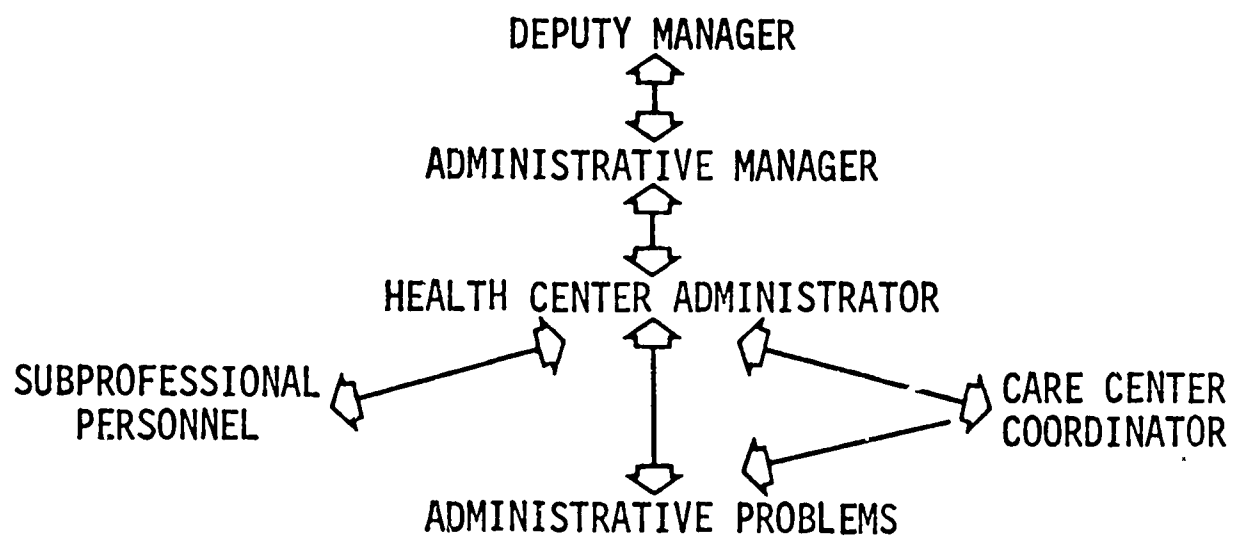 DEPUTY MANAGER
ADMINISTRATIVE MANAGER
HEALTH CENTER ADMINISTRATOR
SUBPROFESSIONAL
PERSONNEL
CARE CENTER
COORDINATOR
ADMINISTRATIVE PROBLEMS